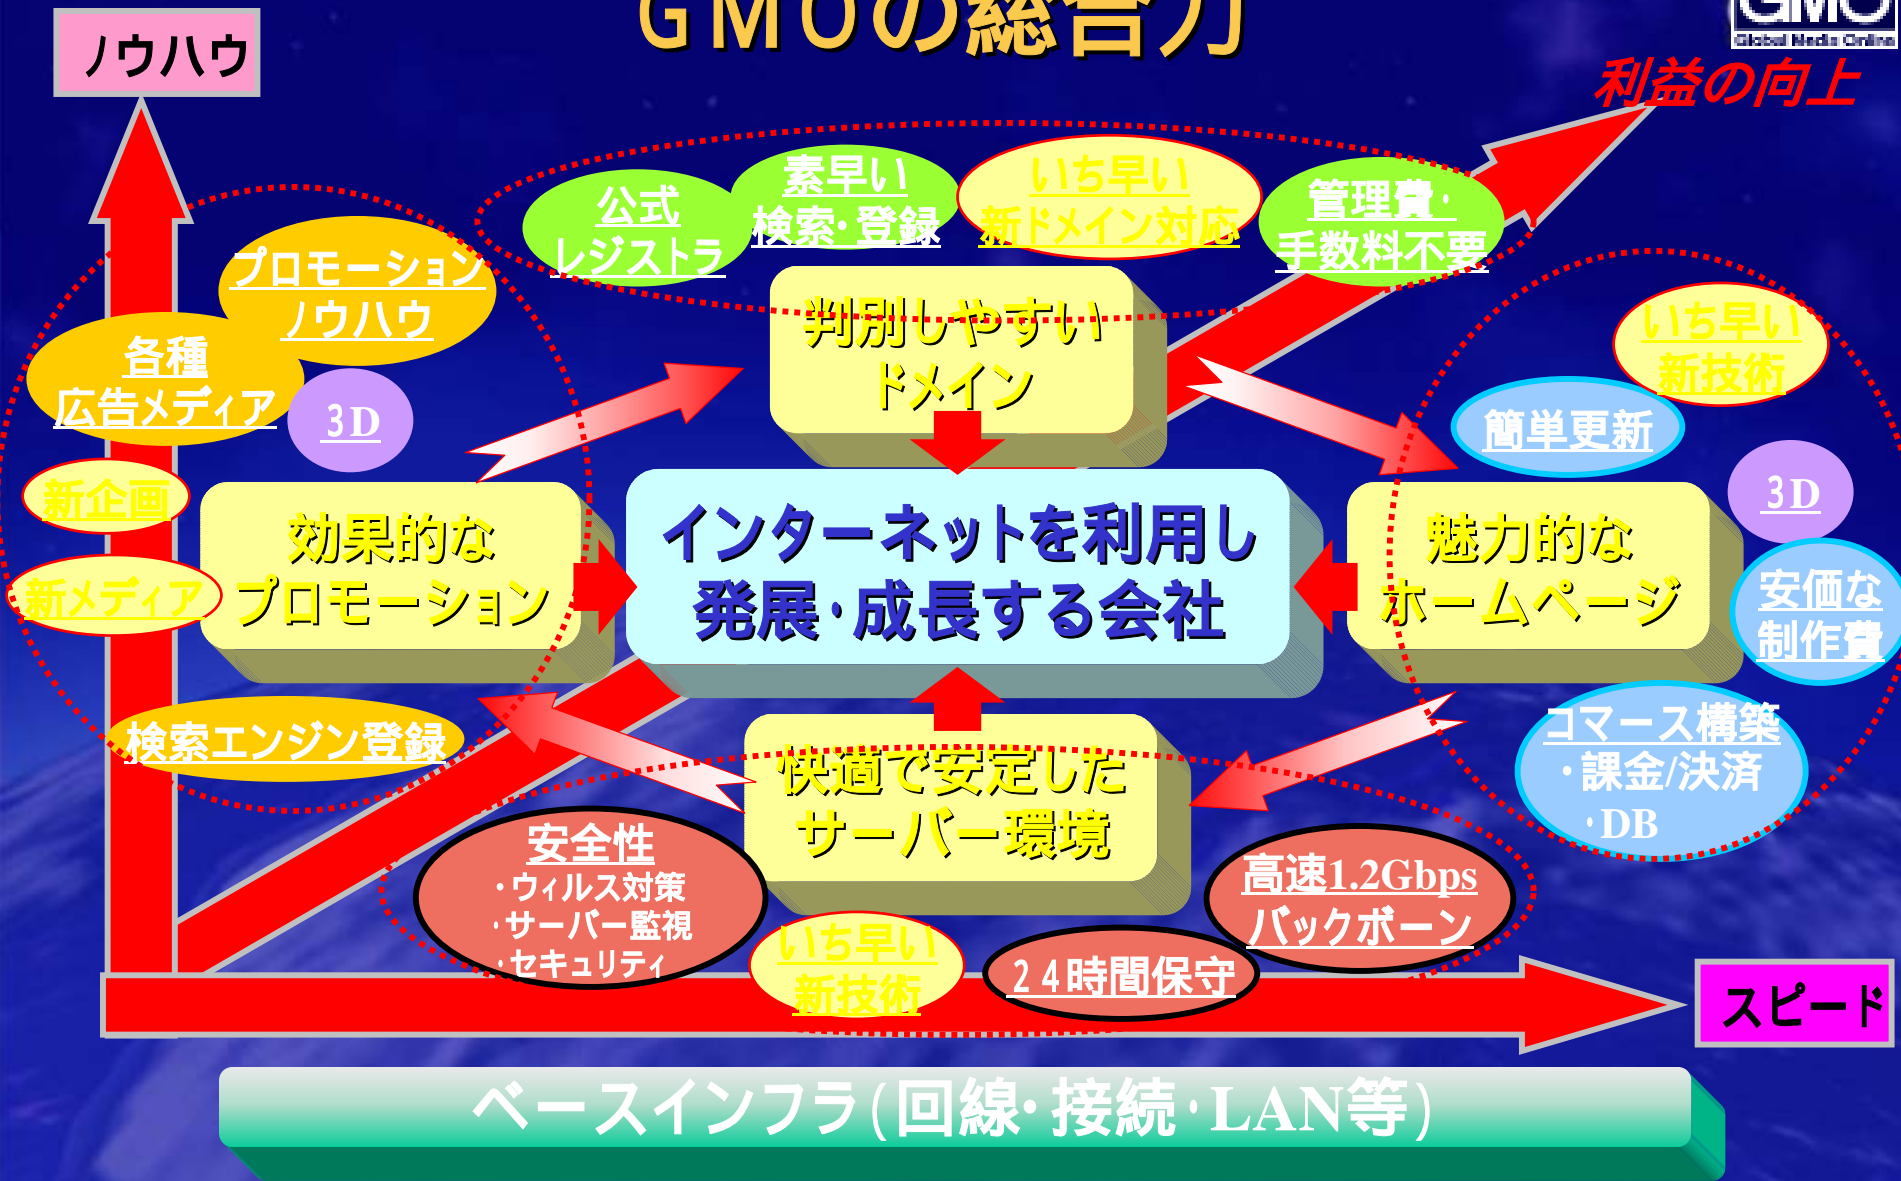 GMOの総合力
GMO
Global Media Online
ノウハウ
利益の向上
公式
レジストラ
素早い
検索・登録
いち早い
新ドメイン対応
管理費・
手数料不要
プロモーション
ノウハウ
各種
広告メディア
3D
新企画
新メディア
検索エンジン登録
判別しやすい
ドメイン
いち早い
新技術
簡単更新
3D
安価な
制作費
コマース構築
・課金/決済
・DB
効果的な
プロモーション
インターネットを利用し
発展・成長する会社
魅力的な
ホームページ
快適で安定した
サーバー環境
安全性
・ウィルス対策
・サーバー監視
・セキュリティ
いち早い
新技術
24時間保守
高速1.2Gbps
バックボーン
スピード
ベースインフラ(回線・接続・LAN等)